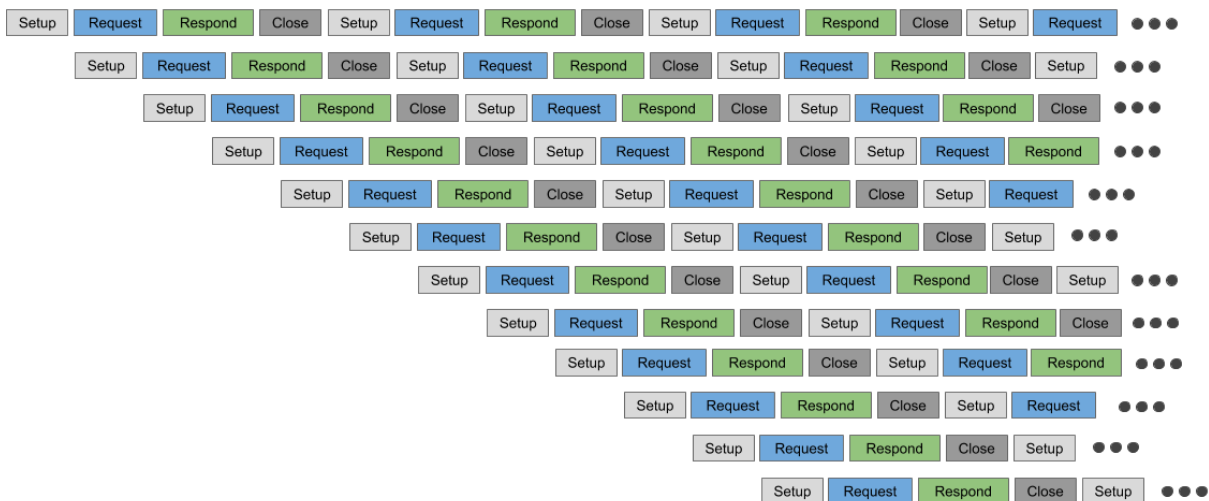 Setup Request Respond Close Setup Request Respond Close Setup Request Respond Close Setup Request
Setup Request Respond Close Setup Request Respond Close Setup Request Respond Close Setup
Setup Request Respond Close Setup Request Respond Close Setup Request Respond Close
Setup Request Respond Close Setup Request Respond Close Setup Request Respond
Setup Request Respond Close Setup Request Respond Close Setup Request
Setup Request Respond Close Setup Request Respond Close Setup
Setup Request Respond Close Setup Request Respond Close Setup
Setup Request Respond Close Setup Request Respond Close
Setup Request Respond Close Setup Request Respond
Setup Request Respond Close Setup Request
Setup Request Respond Close Setup
Setup Request Respond Close Setup